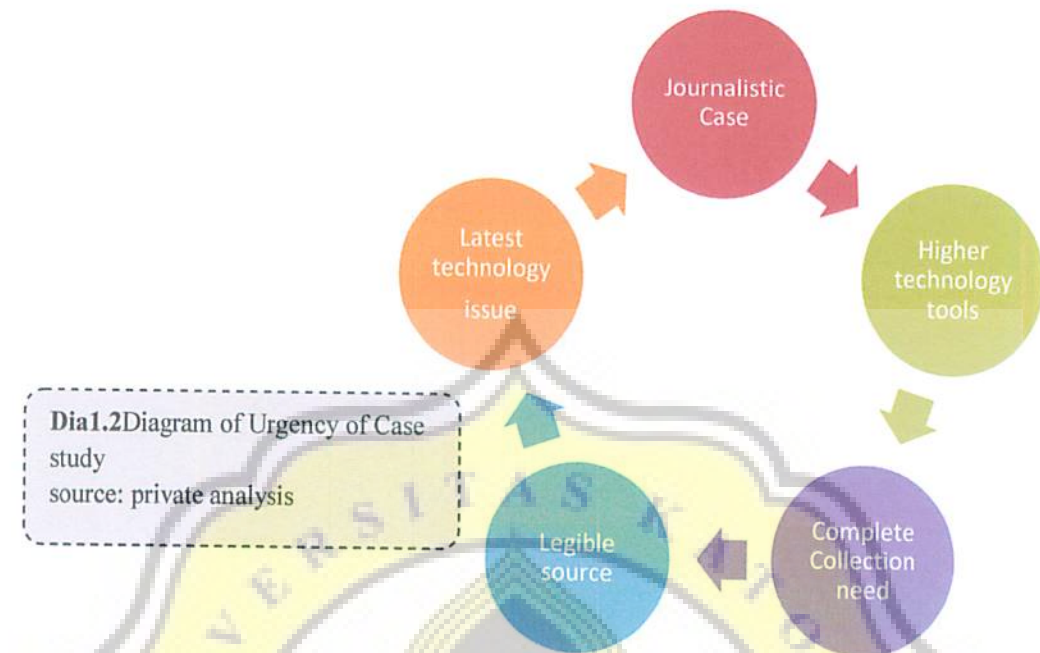 Journalistic
Case
Higher
technology
tools
Complete
Collection
need
Legible
source
Latest
technology
issue
Dia1.2Diagram of Urgency of Case
study
source: private analysis
VERSITAS K